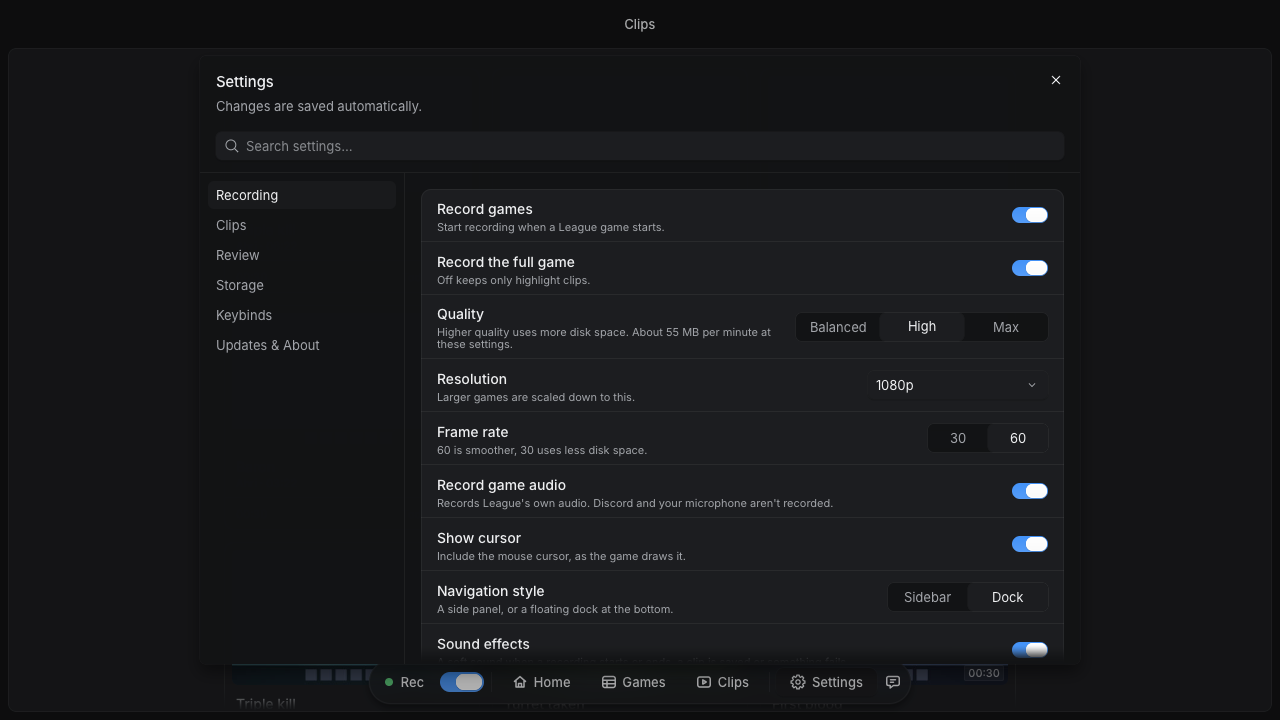 Clips
Settings
Changes are saved automatically.
Search settings...
Recording
Clips
Review
Storage
Keybinds
Updates & About
Record games
Start recording when a League game starts.
Record the full game
Off keeps only highlight clips.
Quality
Higher quality uses more disk space. About 55 MB per minute at
these settings.
Balanced High Max
Resolution
Larger games are scaled down to this.
1080p
Frame rate
60 is smoother, 30 uses less disk space.
30 60
Record game audio
Records League's own audio. Discord and your microphone aren't recorded.
Show cursor
Include the mouse cursor, as the game draws it.
Navigation style
A side panel, or a floating dock at the bottom.
Sidebar Dock
Sound effects
00:30
Rec Home Games Clips Settings
Triple kill